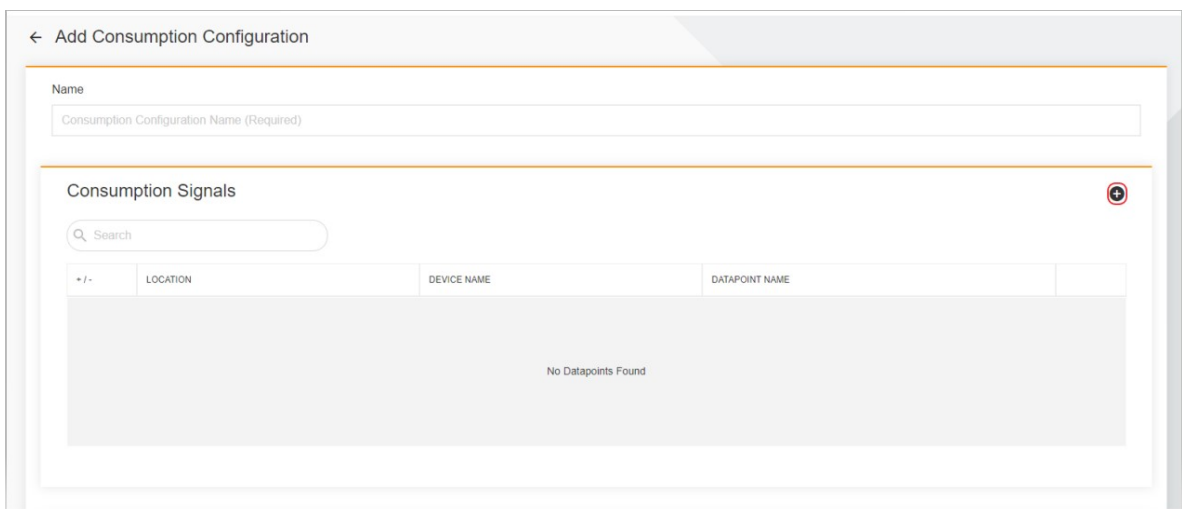 Add Consumption Configuration
Name
Consumption Configuration Name (Required)
Consumption Signals
Search
+ / - LOCATION DEVICE NAME DATAPOINT NAME
No Datapoints Found